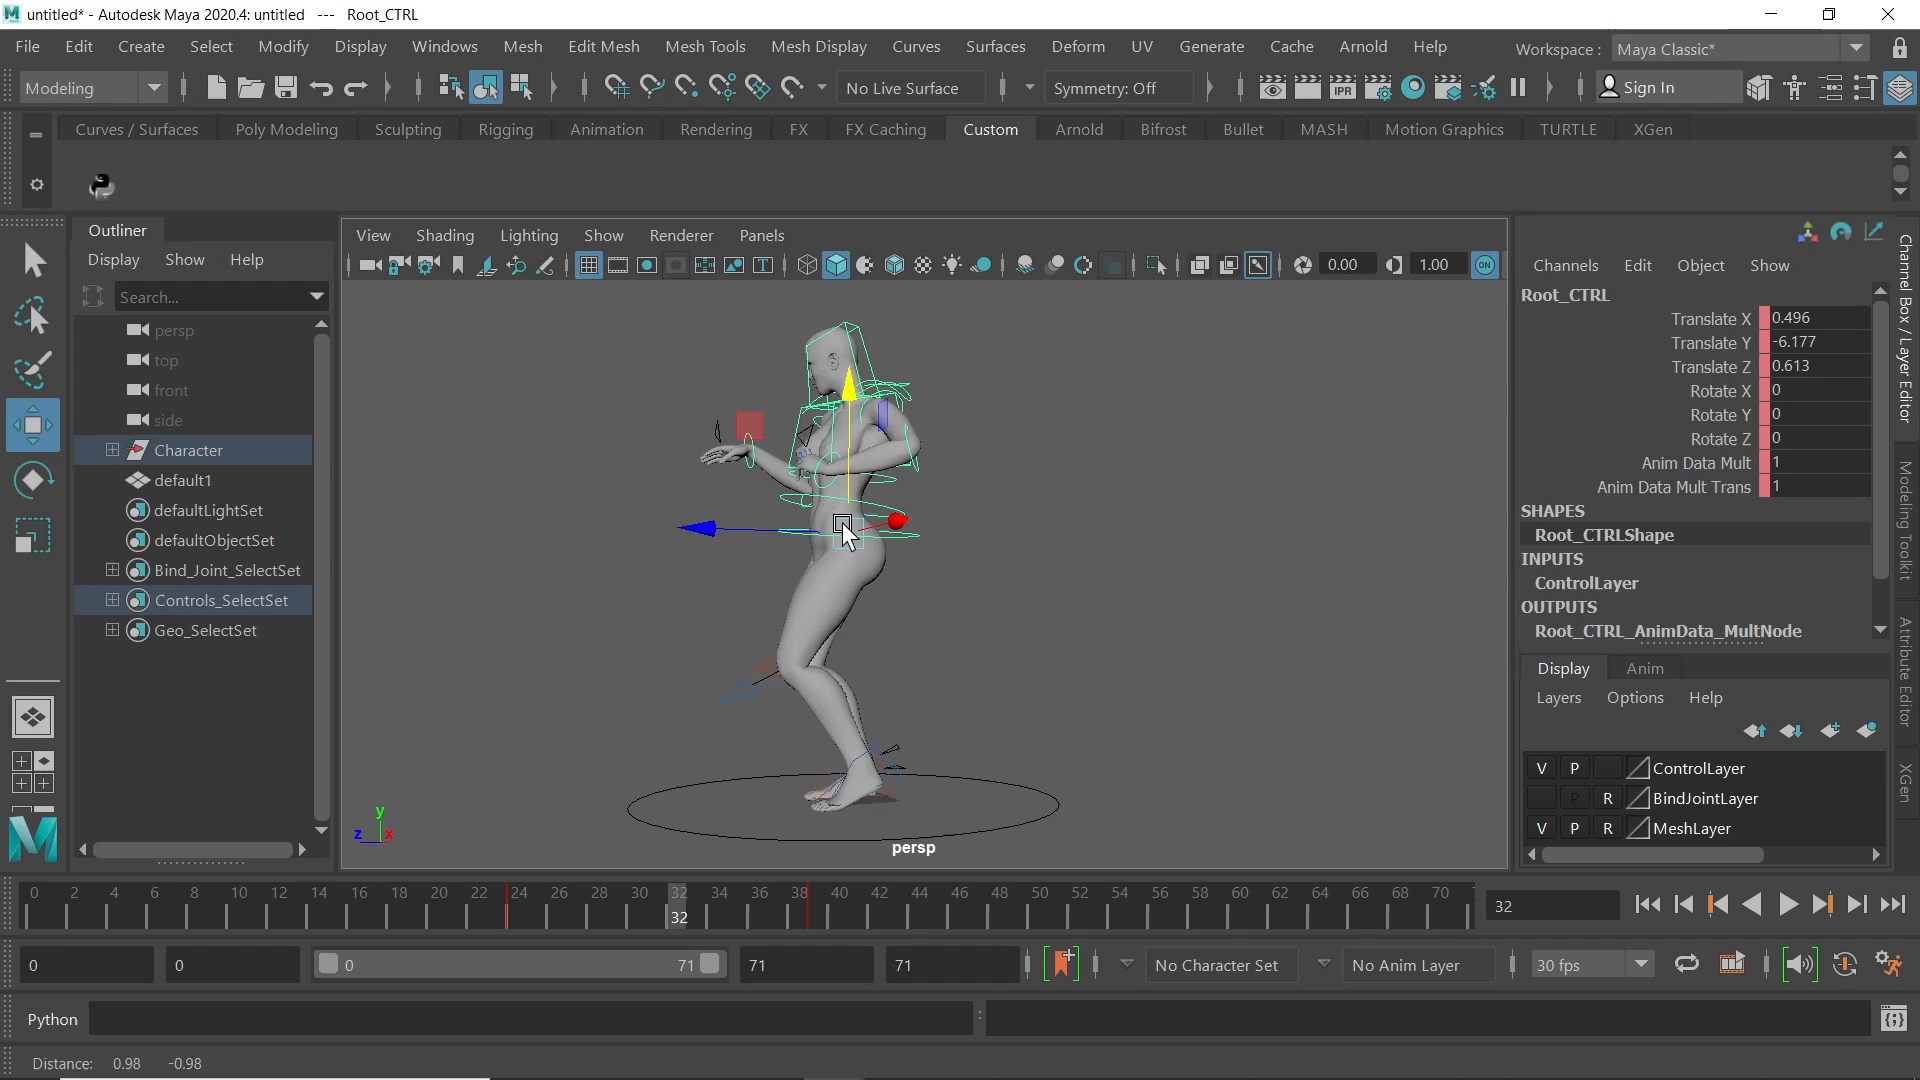 untitled* - Autodesk Maya 2020.4: untitled --- Root_CTRL
File Edit Create Select Modify Display Windows Mesh Edit Mesh Mesh Tools Mesh Display Curves Surfaces Deform UV Generate Cache Arnold Help Workspace : Maya Classic*
Modeling No Live Surface Symmetry: Off IPR Sign In
Curves / Surfaces Poly Modeling Sculpting Rigging Animation Rendering FX FX Caching Custom Arnold Bifrost Bullet MASH Motion Graphics TURTLE XGen
Outliner
Display Show Help
Search...
persp
top
front
side
Character
default1
defaultLightSet
defaultObjectSet
Bind_Joint_SelectSet
Controls_SelectSet
Geo_SelectSet
View Shading Lighting Show Renderer Panels
0.00 1.00 ON
y
z x
persp
Channels Edit Object Show
Root_CTRL
Translate X 0.496
Translate Y -6.177
Translate Z 0.613
Rotate X 0
Rotate Y 0
Rotate Z 0
Anim Data Mult 1
Anim Data Mult Trans 1
SHAPES
Root_CTRLShape
INPUTS
ControlLayer
OUTPUTS
Root_CTRL_AnimData_MultNode
Display Anim
Layers Options Help
V P ControlLayer
P R BindJointLayer
V P R MeshLayer
Channel Box / Layer Editor
Modeling Toolkit
Attribute Editor
XGen
0 2 4 6 8 10 12 14 16 18 20 22 24 26 28 30 32 34 36 38 40 42 44 46 48 50 52 54 56 58 60 62 64 66 68 70
32
32
0 0 0 71 71 71 No Character Set No Anim Layer 30 fps
Python
Distance: 0.98 -0.98